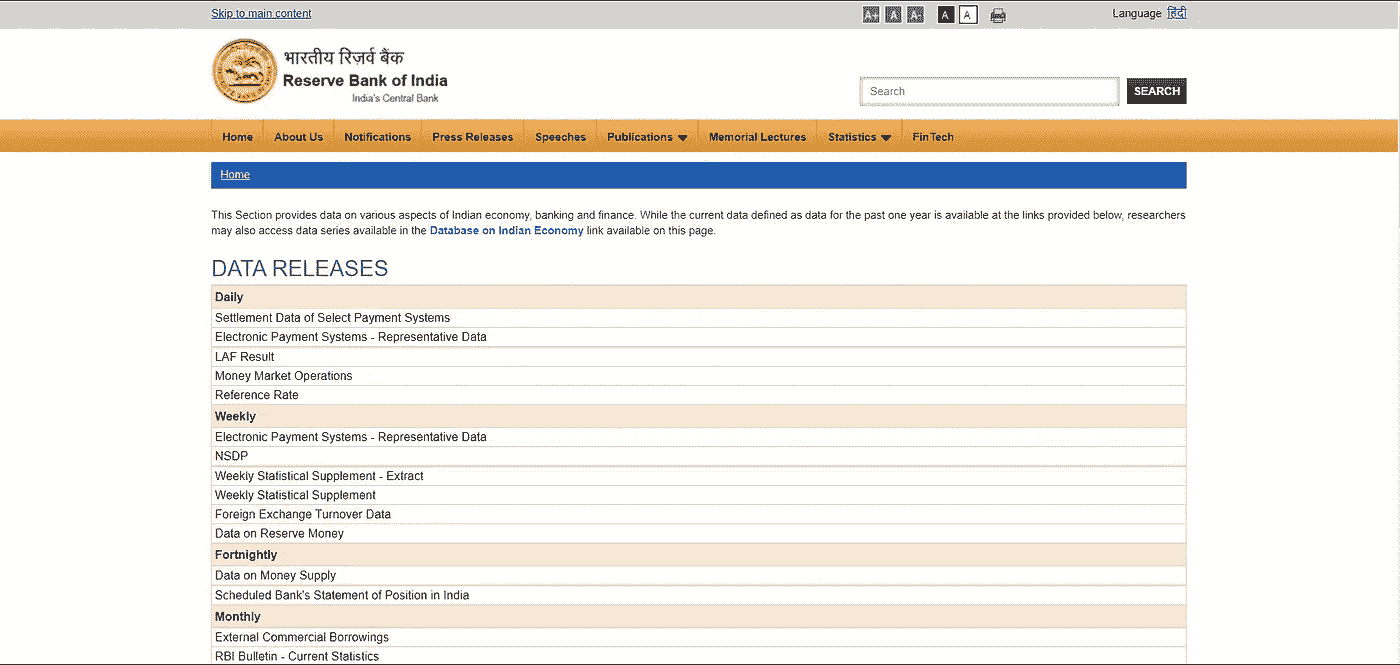 Skip to main content
A+ A A- A A Language हिंदी
भारतीय रिज़र्व बैंक
Reserve Bank of India
India's Central Bank
Search SEARCH
Home About Us Notifications Press Releases Speeches Publications Memorial Lectures Statistics FinTech
Home
This Section provides data on various aspects of Indian economy, banking and finance. While the current data defined as data for the past one year is available at the links provided below, researchers
may also access data series available in the Database on Indian Economy link available on this page.
DATA RELEASES
Daily
Settlement Data of Select Payment Systems
Electronic Payment Systems - Representative Data
LAF Result
Money Market Operations
Reference Rate
Weekly
Electronic Payment Systems - Representative Data
NSDP
Weekly Statistical Supplement - Extract
Weekly Statistical Supplement
Foreign Exchange Turnover Data
Data on Reserve Money
Fortnightly
Data on Money Supply
Scheduled Bank's Statement of Position in India
Monthly
External Commercial Borrowings
RBI Bulletin - Current Statistics